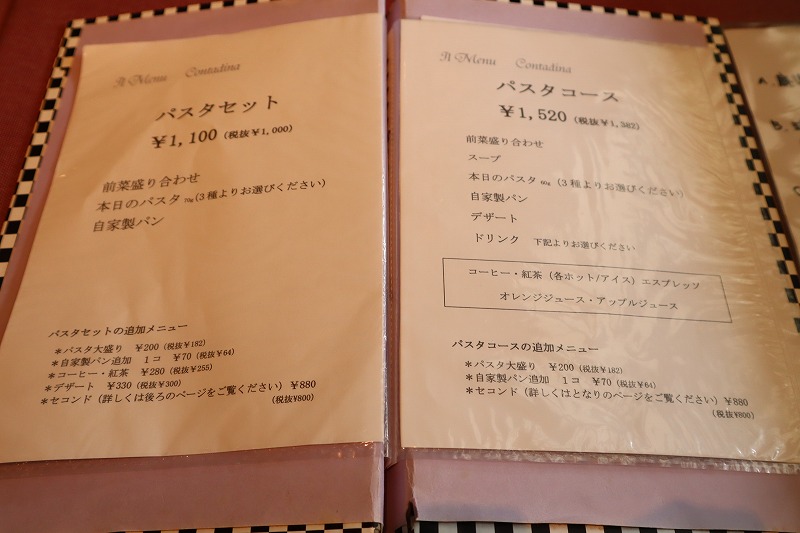 Il Menu Contadina
パスタセット
￥1,100（税抜￥1,000）
前菜盛り合わせ
本日のパスタ 70g（3種よりお選びください）
自家製パン
パスタセットの追加メニュー
＊パスタ大盛り ￥200（税抜¥182）
＊自家製パン追加 １コ ￥70（税抜￥64）
＊コーヒー・紅茶 ￥280（税抜￥255）
＊デザート ￥330（税抜￥300）
＊セコンド（詳しくは後ろのページをご覧ください）￥880
（税抜¥800）
Il Menu Contadina
パスタコース
￥1,520（税抜￥1,382）
前菜盛り合わせ
スープ
本日のパスタ 60g（3種よりお選びください）
自家製パン
デザート
ドリンク 下記よりお選びください
コーヒー・紅茶（各ホット/アイス）エスプレッソ
オレンジジュース・アップルジュース
パスタコースの追加メニュー
＊パスタ大盛り ￥200（税抜¥182）
＊自家製パン追加 １コ ￥70（税抜¥64）
＊セコンド（詳しくはとなりのページをご覧ください）￥880
（税抜¥800）
A.
B.